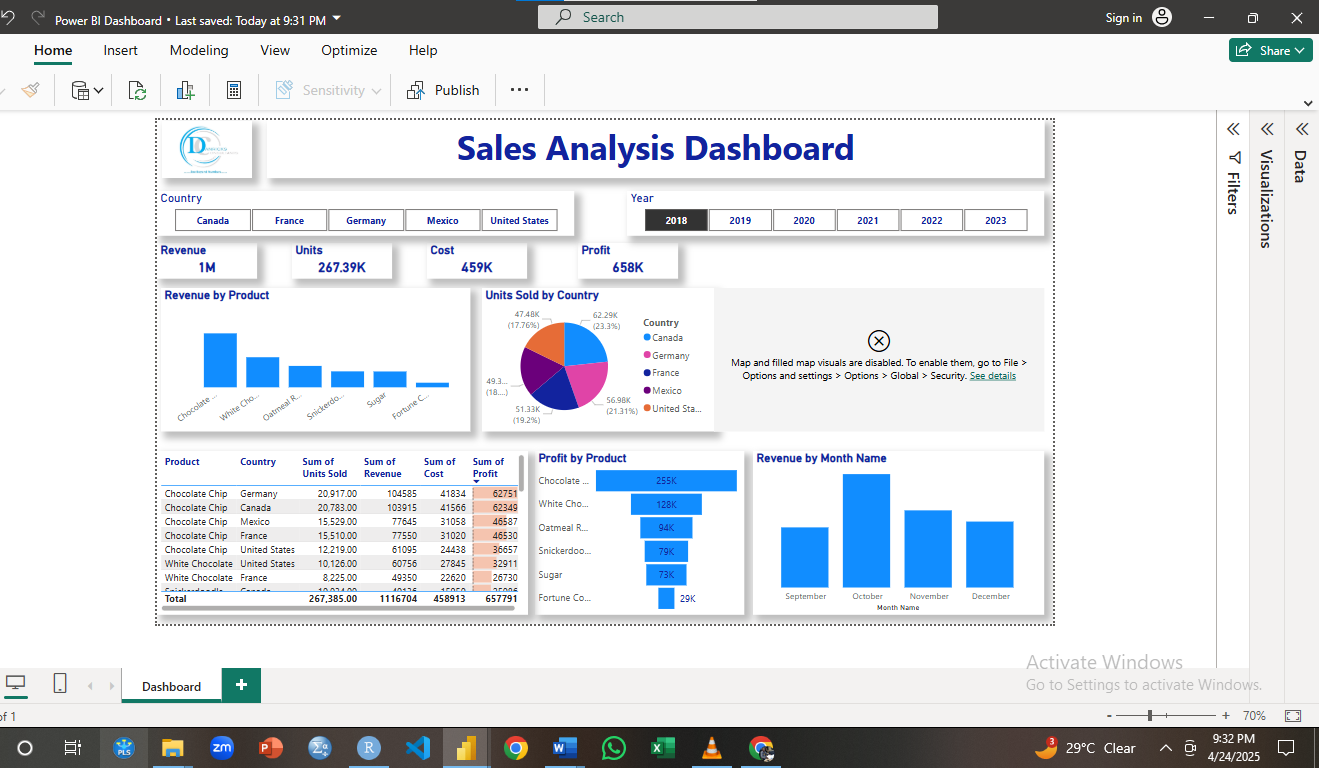 Power BI Dashboard • Last saved: Today at 9:31 PM
Search
Sign in
Home Insert Modeling View Optimize Help
Share
Sensitivity
Publish
Sales Analysis Dashboard
Country
Canada France Germany Mexico United States
Year
2018 2019 2020 2021 2022 2023
Revenue
1M
Units
267.39K
Cost
459K
Profit
658K
Revenue by Product
Chocolate ...
White Cho...
Oatmeal R...
Snickerdo...
Sugar
Fortune C...
Units Sold by Country
47.48K
(17.76%)
62.29K
(23.3%)
49.3...
(18....)
51.33K
(19.2%)
56.98K
(21.31%)
Country
Canada
Germany
France
Mexico
United Sta...
Map and filled map visuals are disabled. To enable them, go to File >
Options and settings > Options > Global > Security. See details
Product Country Sum of Units Sold Sum of Revenue Sum of Cost Sum of Profit
Chocolate Chip Germany 20,917.00 104585 41834 62751
Chocolate Chip Canada 20,783.00 103915 41566 62349
Chocolate Chip Mexico 15,529.00 77645 31058 46587
Chocolate Chip France 15,510.00 77550 31020 46530
Chocolate Chip United States 12,219.00 61095 24438 36657
White Chocolate United States 10,126.00 60756 27845 32911
White Chocolate France 8,225.00 49350 22620 26730
Total 267,385.00 1116704 458913 657791
Profit by Product
Chocolate ... 255K
White Cho... 128K
Oatmeal R... 94K
Snickerdoo... 79K
Sugar 73K
Fortune Co... 29K
Revenue by Month Name
September October November December
Month Name
Filters
Visualizations
Data
Activate Windows
Go to Settings to activate Windows.
Dashboard
of 1
70%
PLS
zm
29°C Clear
9:32 PM
4/24/2025